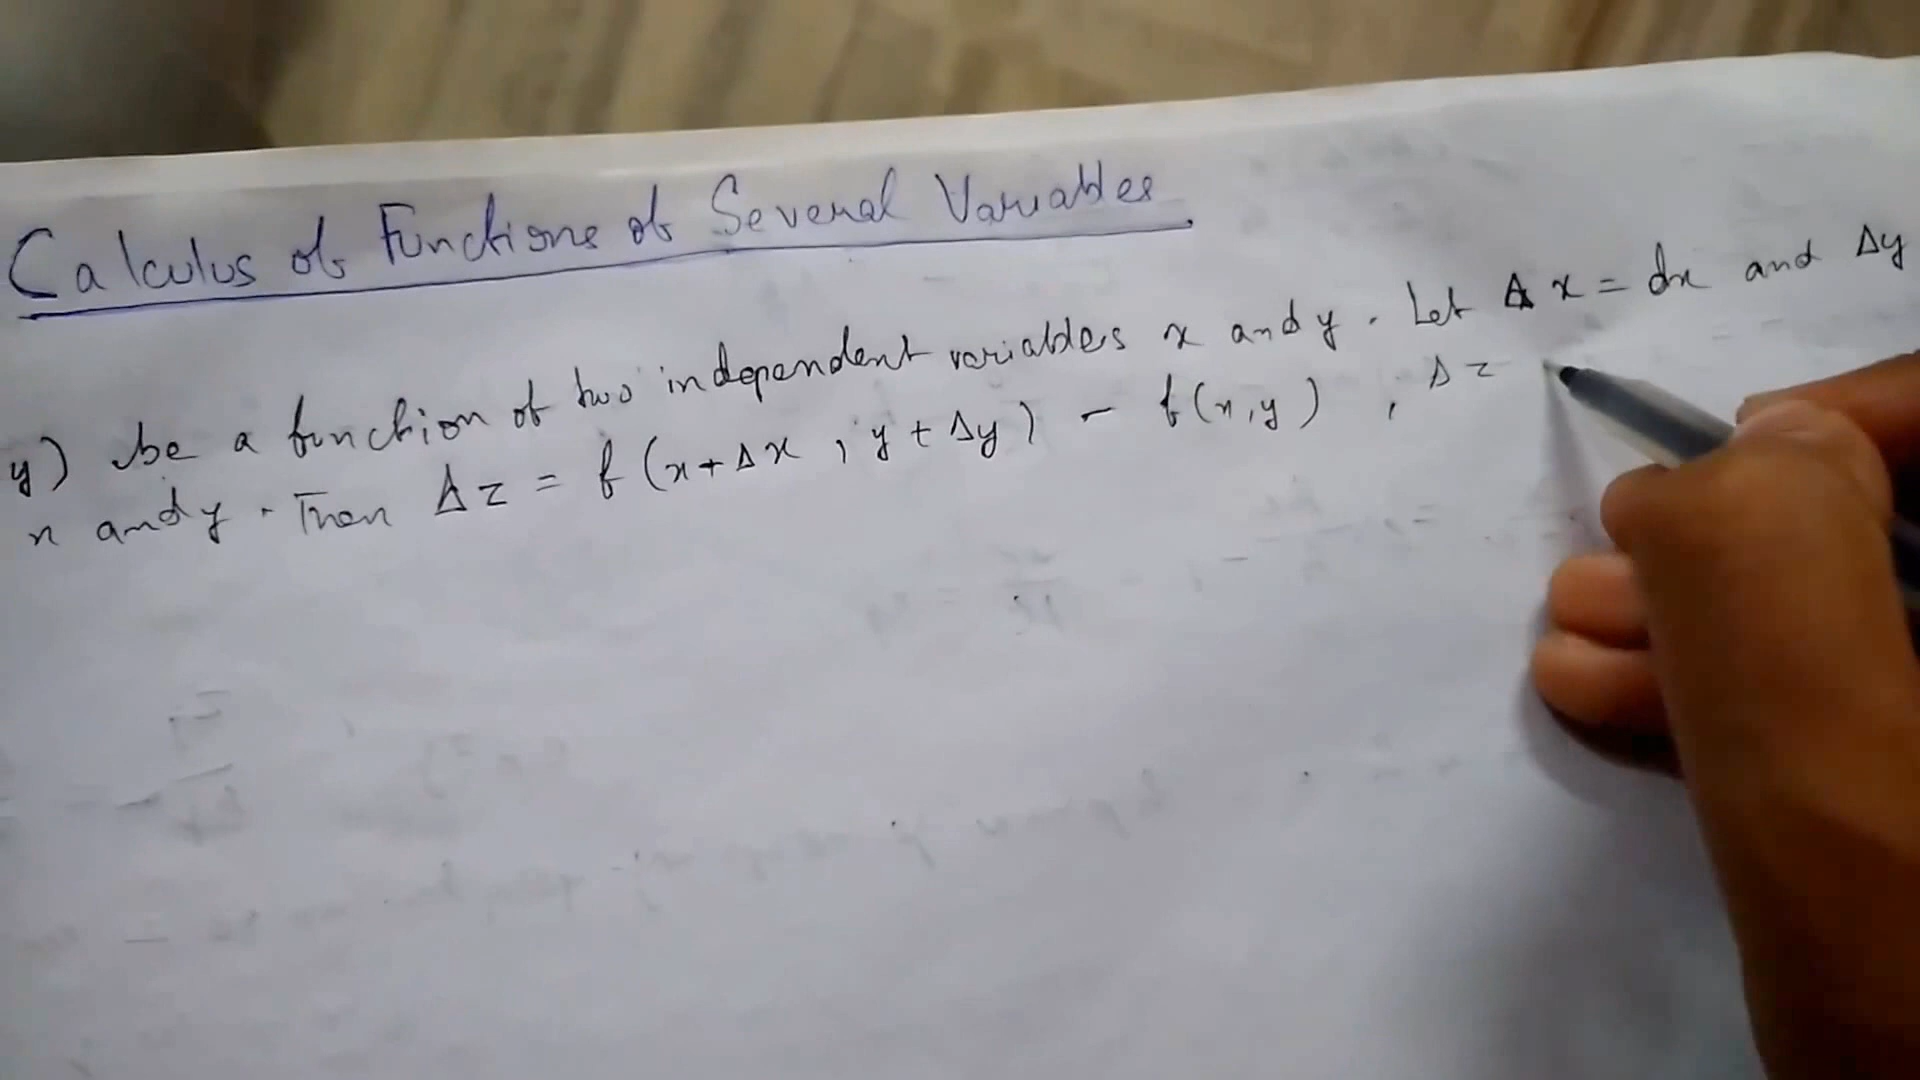 Calculus of Functions of Several Variables
y) be a function of two independent variables x and y. Let Δx = dx and Δy
x and y. Then Δz = f(x+Δx, y+Δy) - f(x,y), Δz